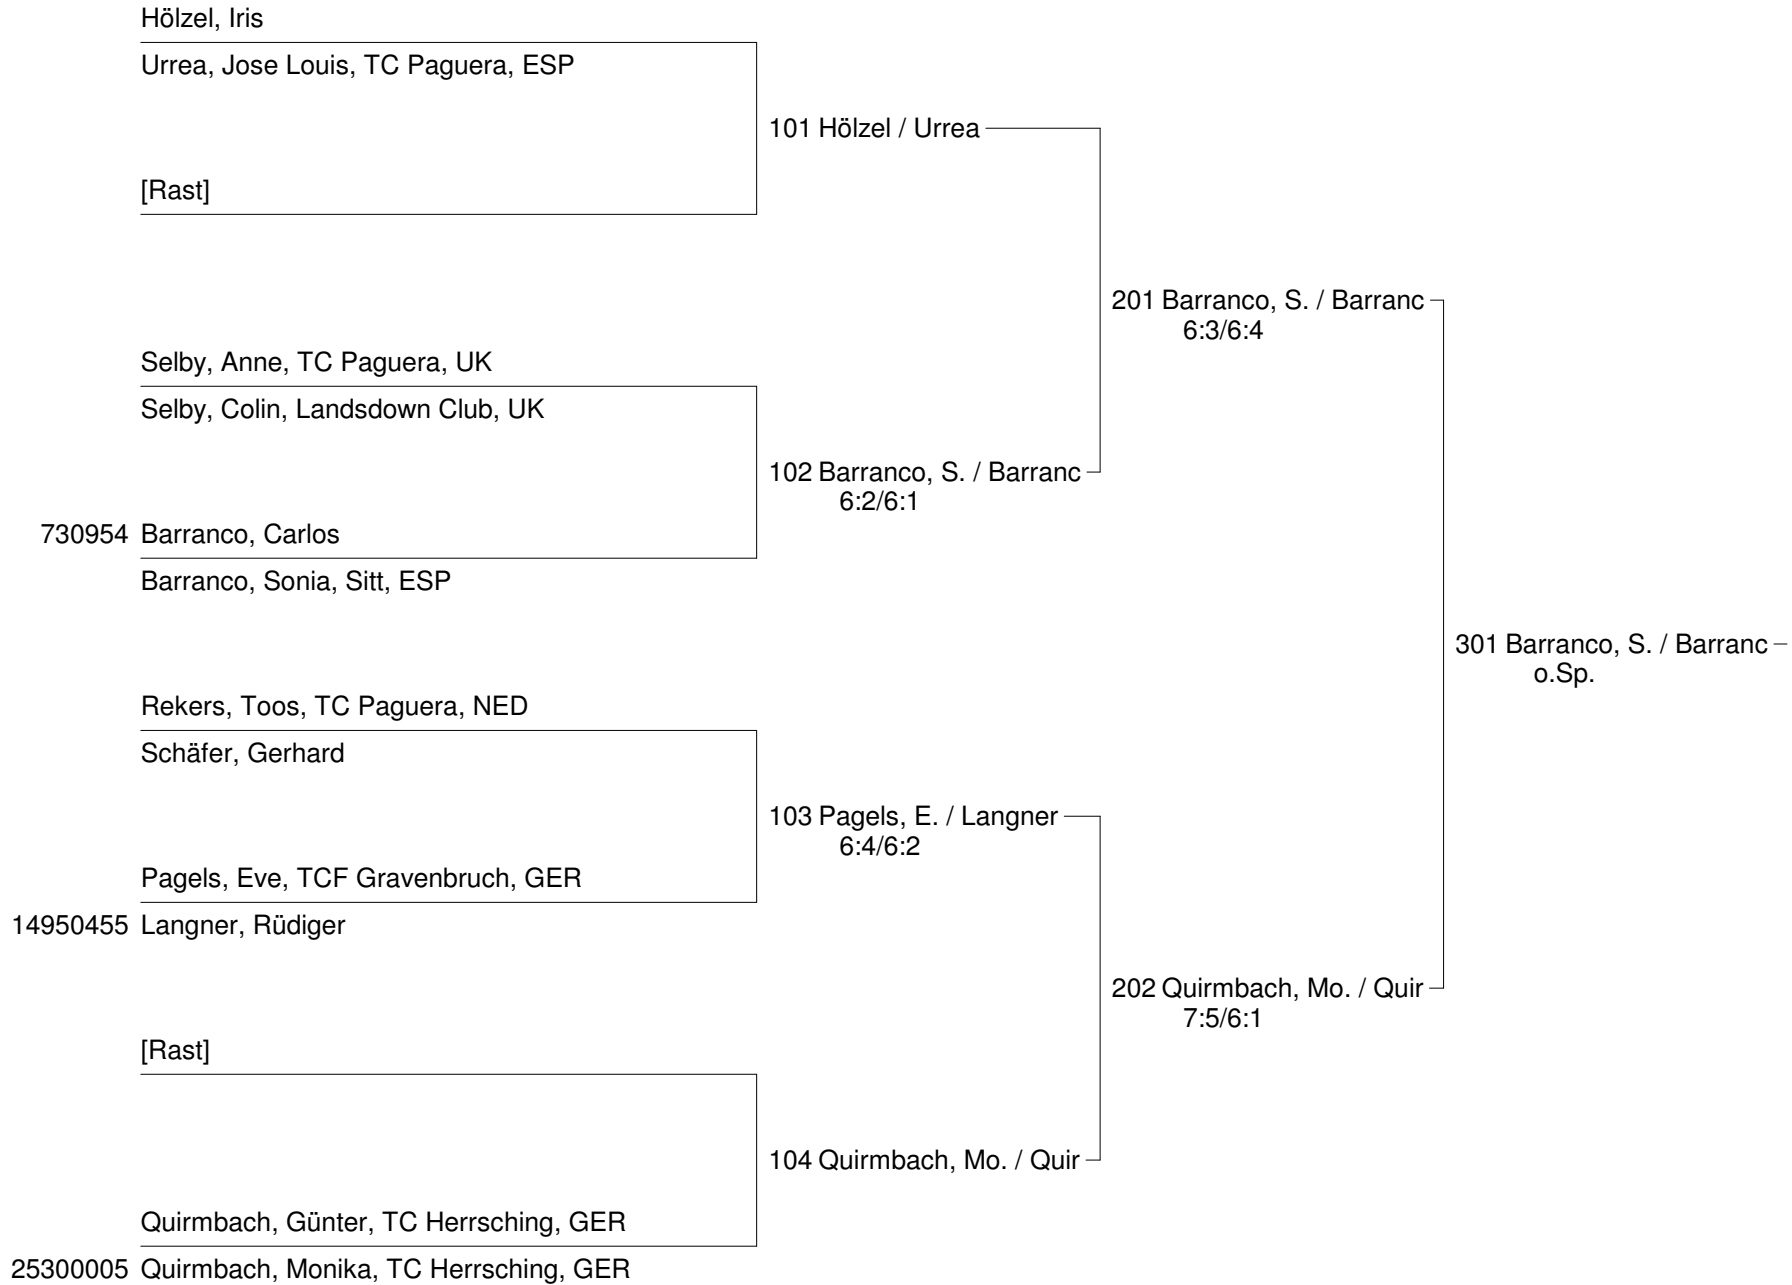 Hölzel, Iris
Urrea, Jose Louis, TC Paguera, ESP
101 Hölzel / Urrea
[Rast]
201 Barranco, S. / Barranc
6:3/6:4
Selby, Anne, TC Paguera, UK
Selby, Colin, Landsdown Club, UK
102 Barranco, S. / Barranc
6:2/6:1
730954 Barranco, Carlos
Barranco, Sonia, Sitt, ESP
301 Barranco, S. / Barranc
o.Sp.
Rekers, Toos, TC Paguera, NED
Schäfer, Gerhard
103 Pagels, E. / Langner
6:4/6:2
Pagels, Eve, TCF Gravenbruch, GER
14950455 Langner, Rüdiger
202 Quirmbach, Mo. / Quir
7:5/6:1
[Rast]
104 Quirmbach, Mo. / Quir
Quirmbach, Günter, TC Herrsching, GER
25300005 Quirmbach, Monika, TC Herrsching, GER